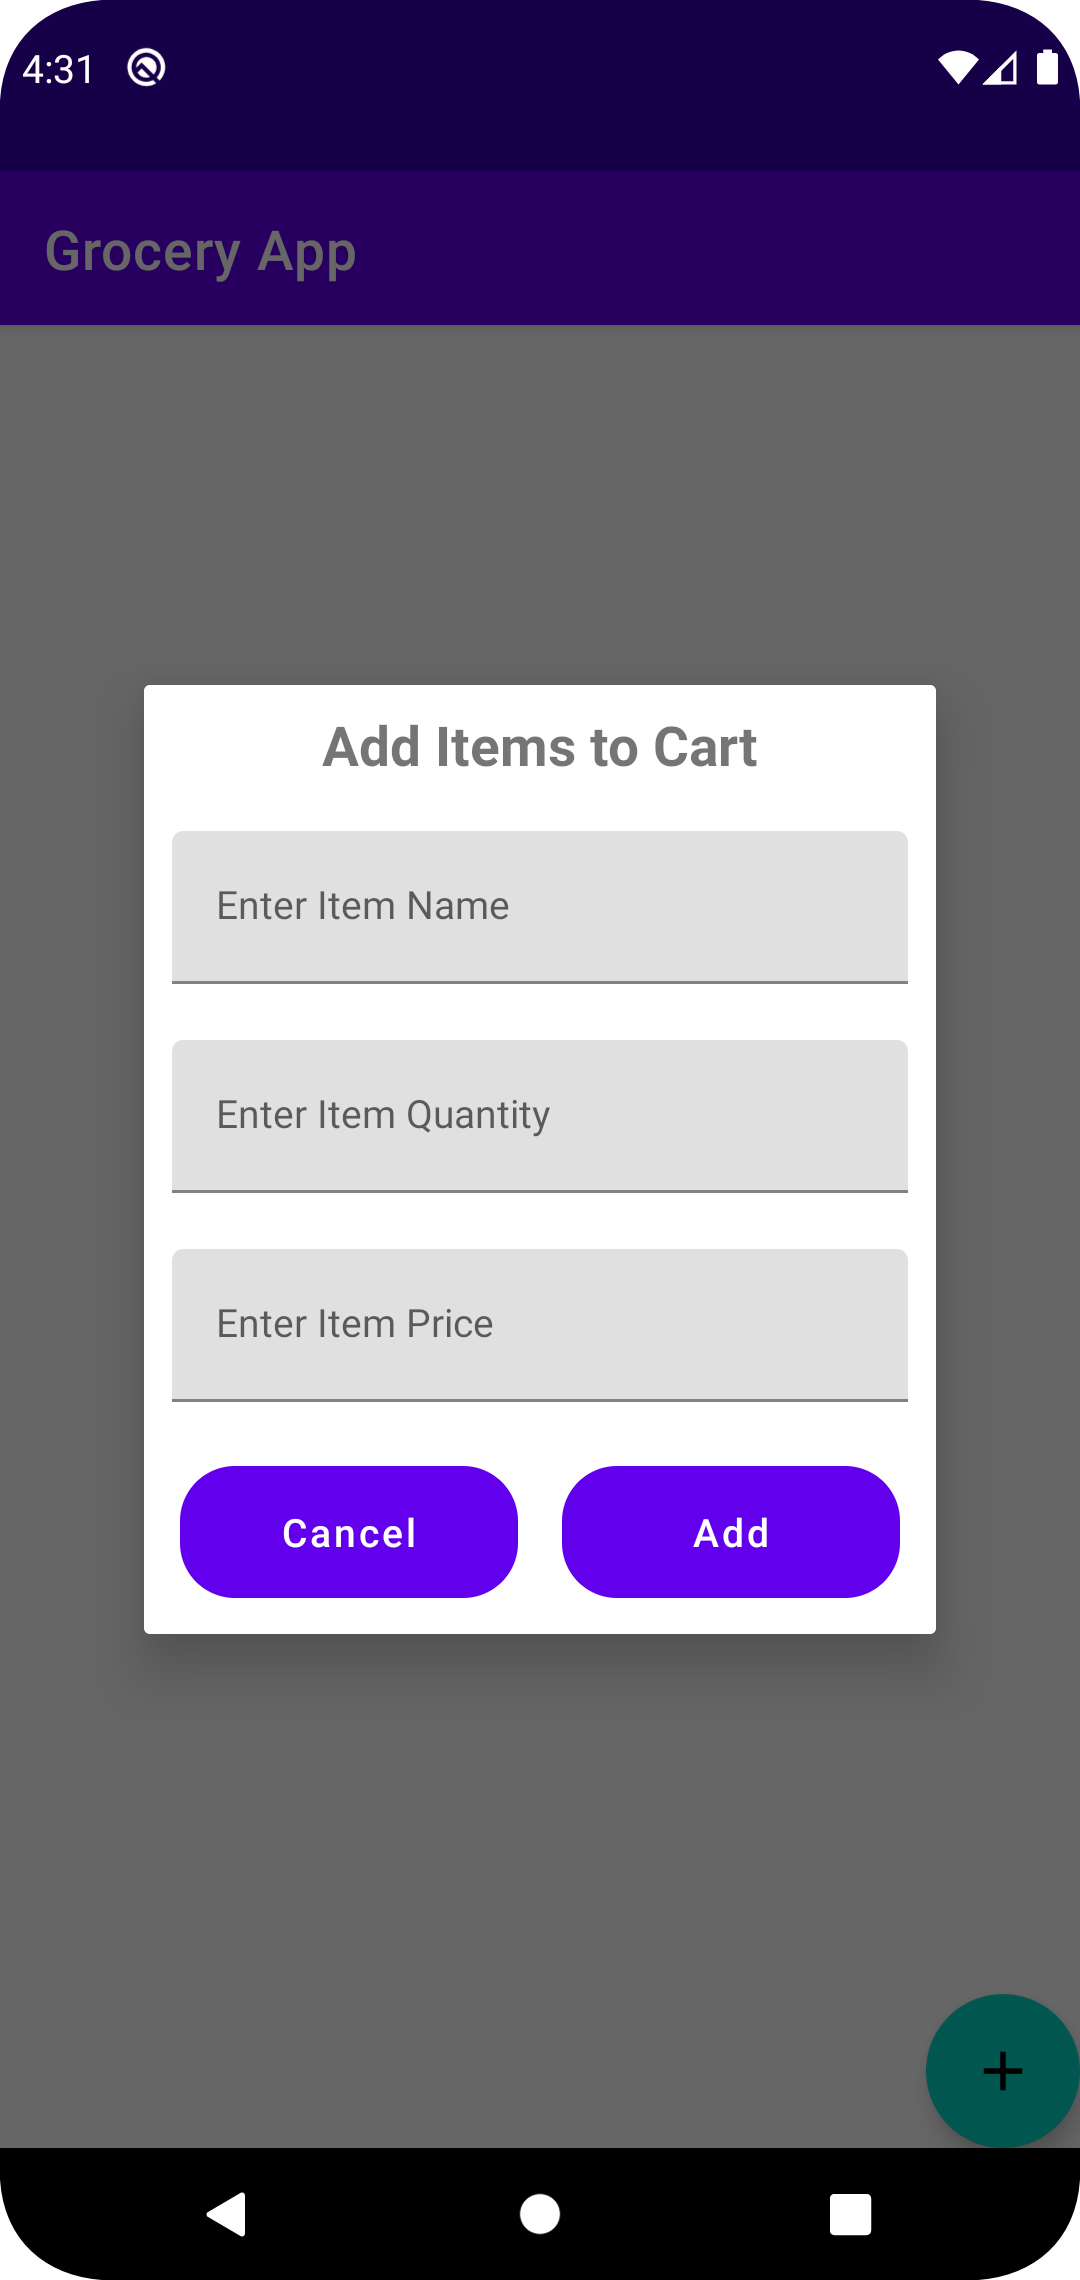 4:31
Grocery App
Add Items to Cart
Enter Item Name
Enter Item Quantity
Enter Item Price
Cancel Add